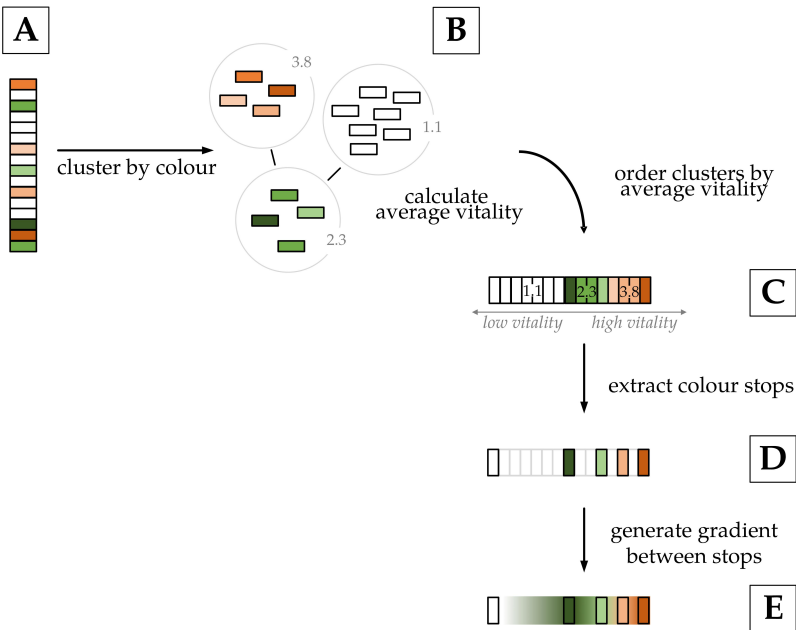 A
B
3.8
1.1
2.3
cluster by colour
calculate
average vitality
order clusters by
average vitality
1.1 2.3 3.8
C
low vitality high vitality
extract colour stops
D
generate gradient
between stops
E